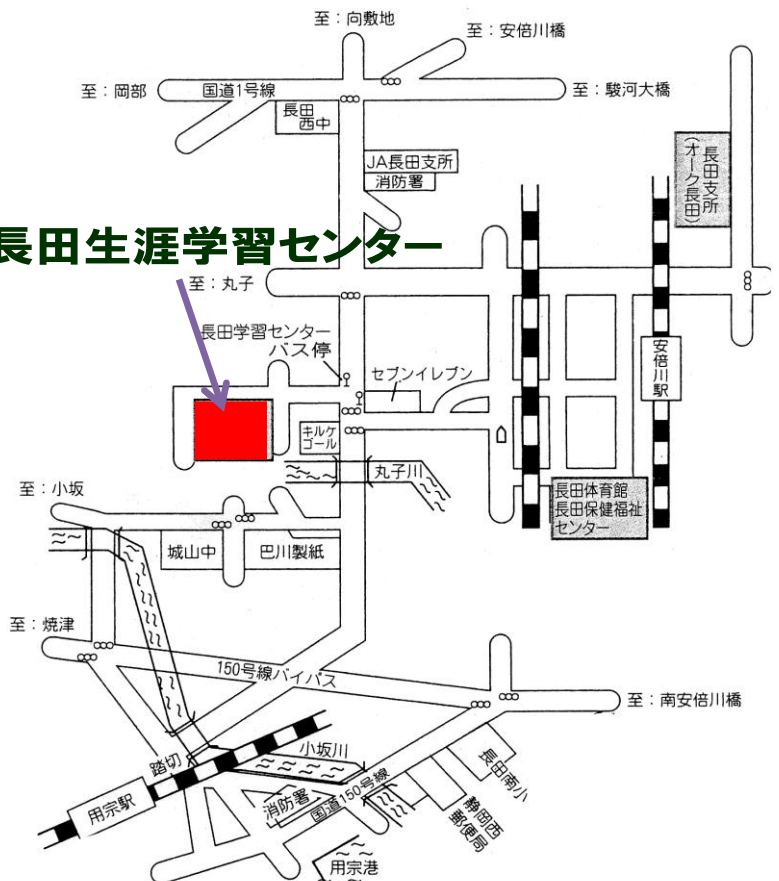 至：向敷地
至：安倍川橋
至：岡部
国道1号線
至：駿河大橋
長田
西中
JA長田支所
消防署
長田支所
(オーク長田)
長田生涯学習センター
至：丸子
長田学習センター
バス停
セブンイレブン
安倍川駅
キルケ
ゴール
丸子川
至：小坂
長田体育館
長田保健福祉
センター
城山中
巴川製紙
至：焼津
150号線バイパス
至：南安倍川橋
踏切
小坂川
長田南小
用宗駅
消防署
国道150号線
静岡西
郵便局
用宗港